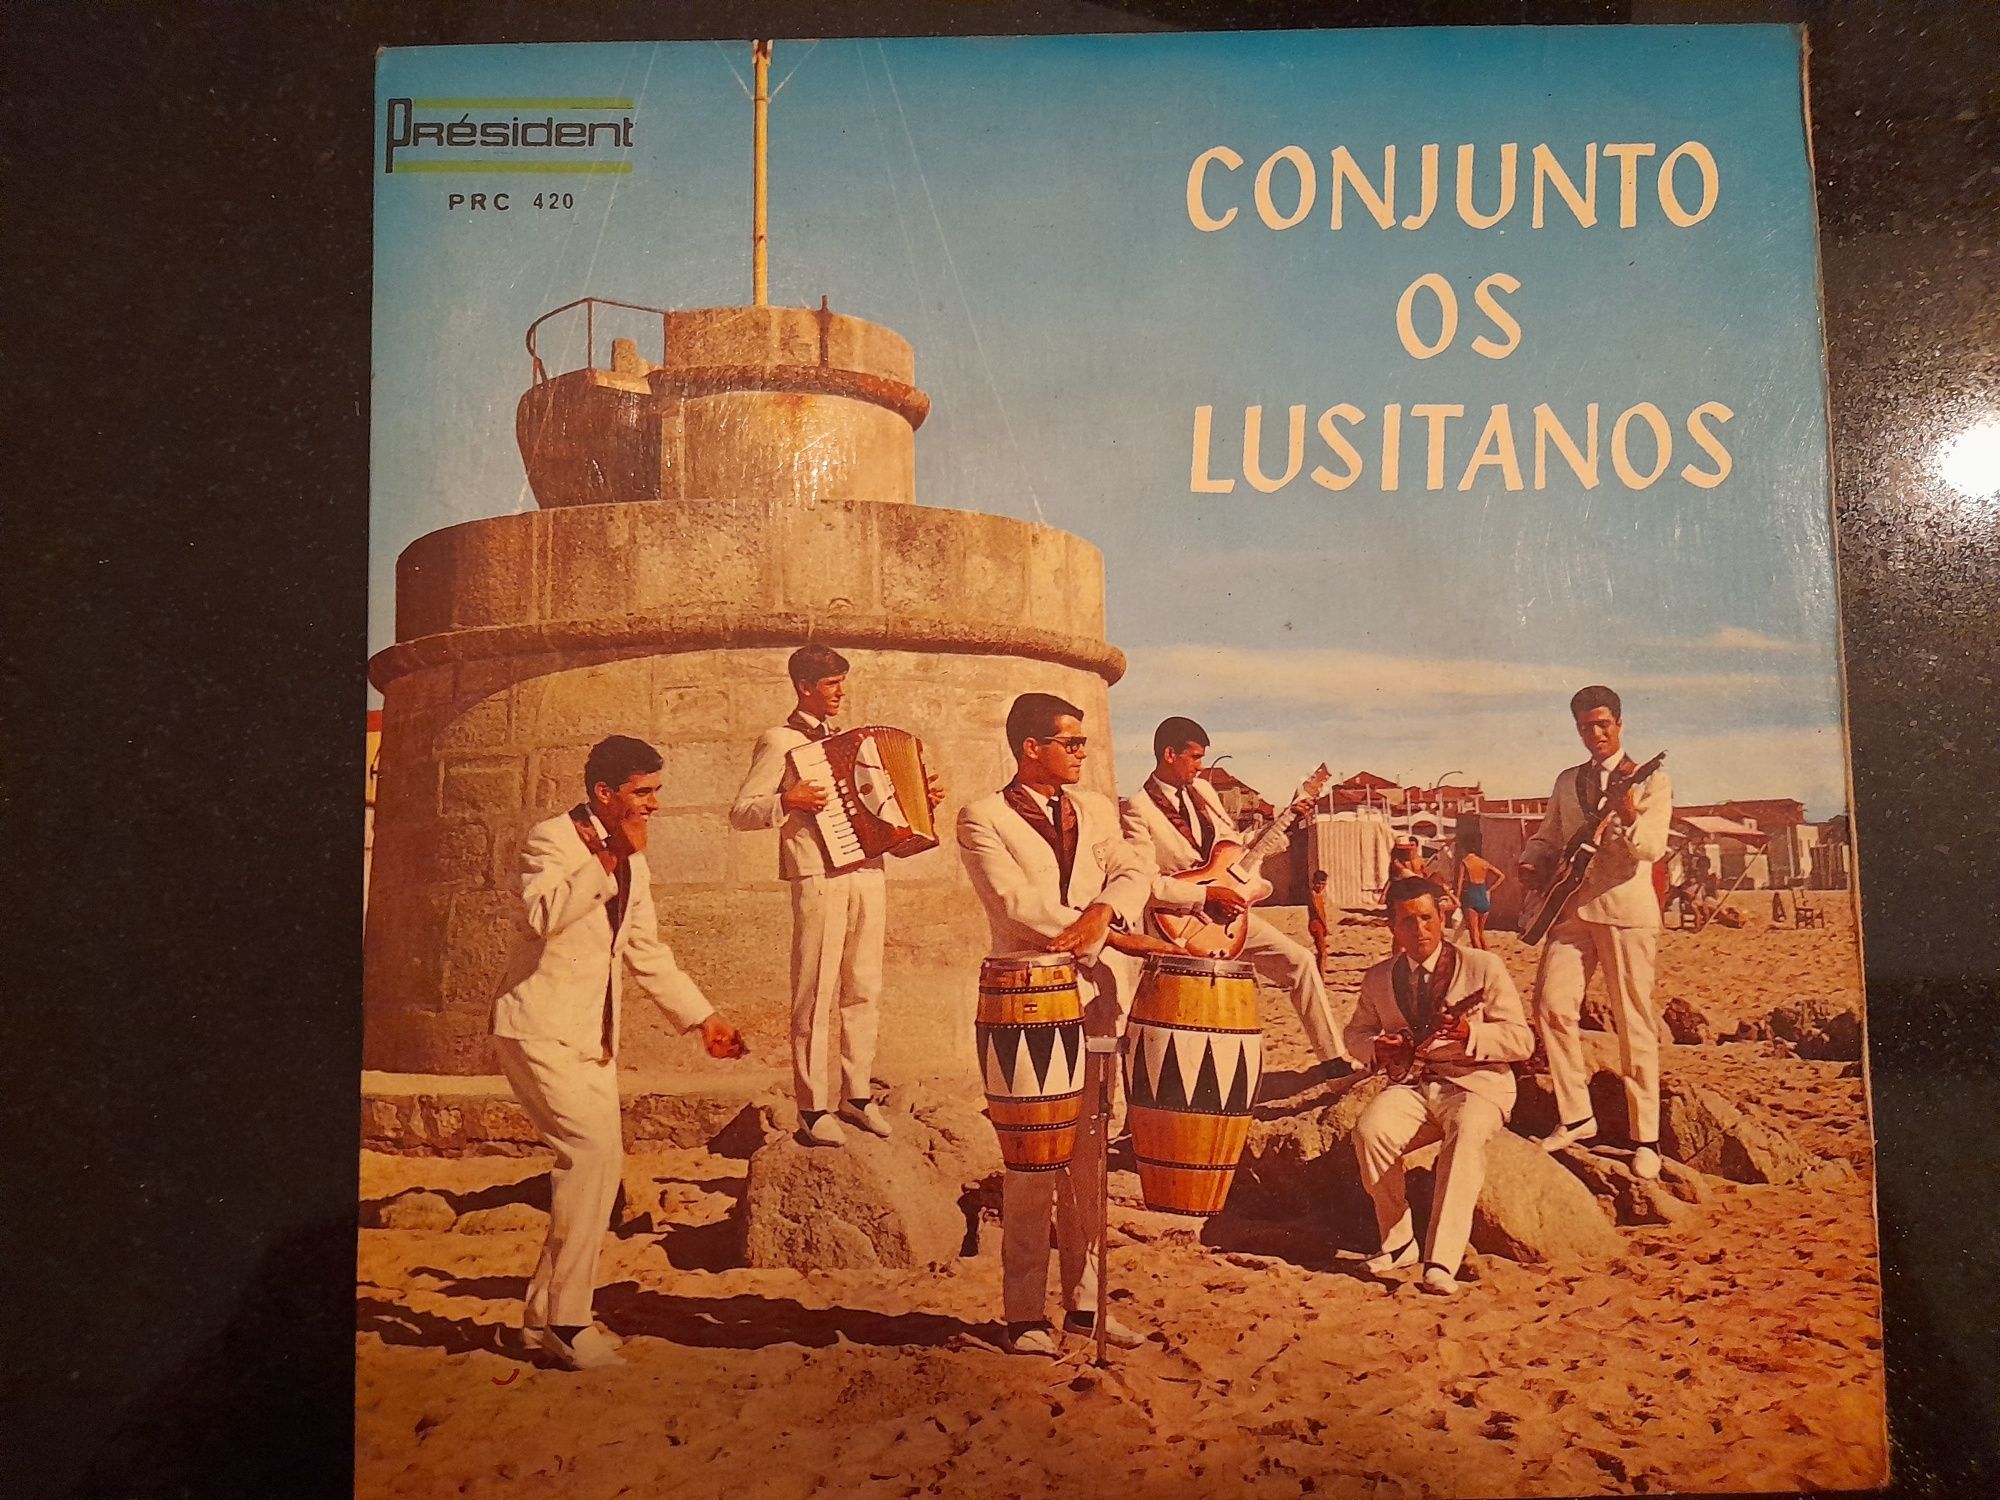 Président
PRC 420
CONJUNTO
OS
LUSITANOS